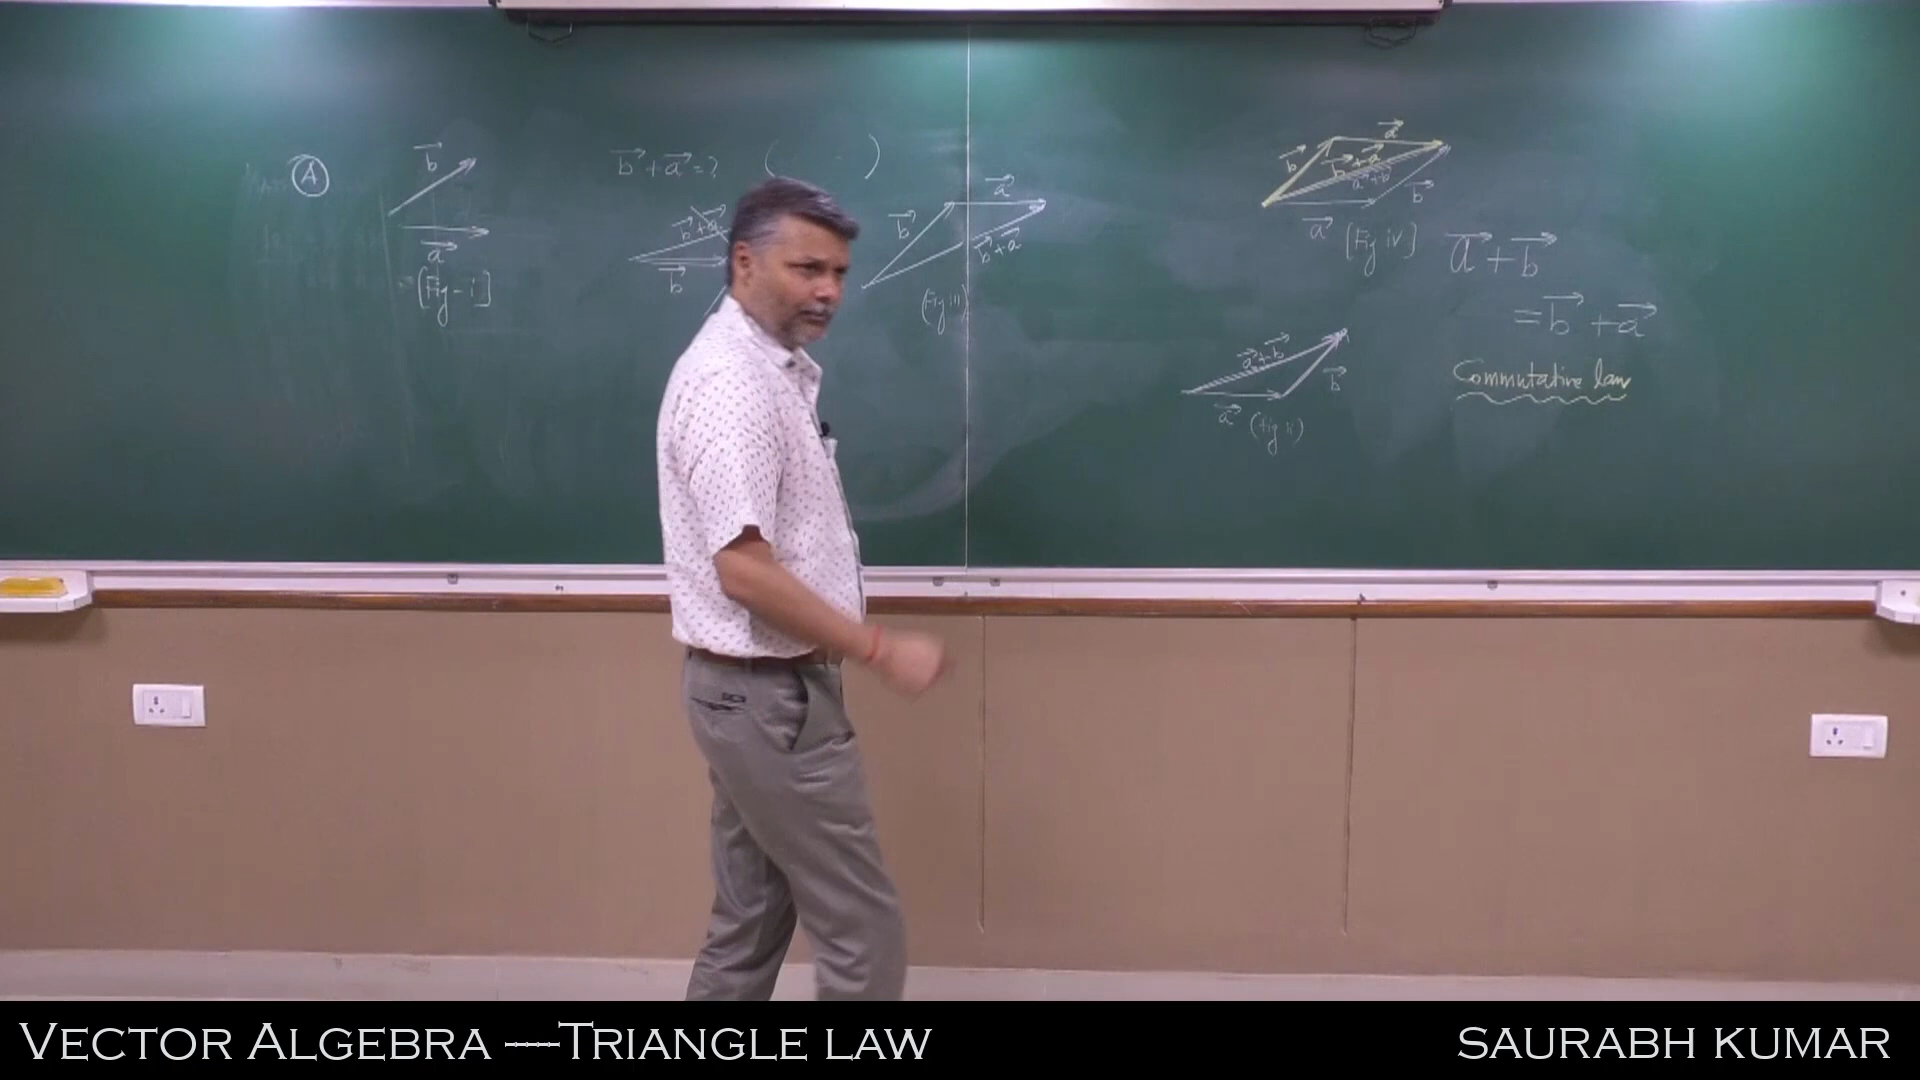 A
b⃗
a⃗
[Fig-i]
b⃗ + a⃗ = ?
( )
b⃗ + a⃗
b⃗
b⃗
a⃗
b⃗ + a⃗
(Fig iii)
a⃗
b⃗
b⃗ + a⃗
a⃗ + b⃗
b⃗
a⃗
[Fig iv]
a⃗ + b⃗
= b⃗ + a⃗
Commutative law
a⃗ + b⃗
b⃗
a⃗
(Fig ii)
VECTOR ALGEBRA ----TRIANGLE LAW
SAURABH KUMAR